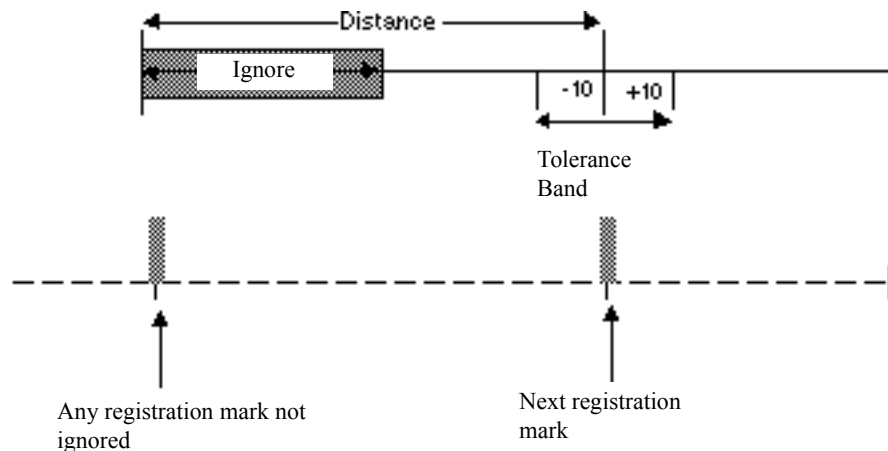 Distance
Ignore
-10 +10
Tolerance
Band
Any registration mark not
ignored
Next registration
mark